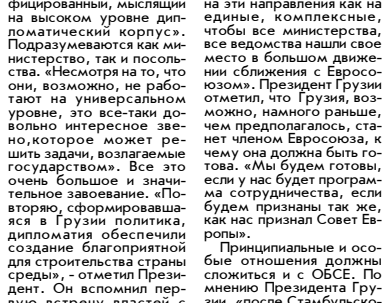 фицированный, мыслящий
на высоком уровне дип-
ломатический корпус».
Подразумеваются как ми-
нистерство, так и посоль-
ства. «Несмотря на то, что
они, возможно, не рабо-
тают на универсальном
уровне, это все-таки до-
вольно интересное зве-
но,которое может ре-
шить задачи, возлагаемые
государством». Все это
очень большое и значи-
тельное завоевание. «По-
вторяю, сформировавша-
яся в Грузии политика,
дипломатия обеспечили
создание благоприятной
для строительства страны
среды», - отметил Прези-
дент. Он вспомнил пер-
вую встречу властей с
на эти направления как на
единые, комплексные,
чтобы все министерства,
все ведомства нашли свое
место в большом движе-
нии сближения с Евросо-
юзом». Президент Грузии
отметил, что Грузия, воз-
можно, намного раньше,
чем предполагалось, ста-
нет членом Евросоюза, к
чему она должна быть го-
това. «Мы будем готовы,
если у нас будет програм-
ма сотрудничества, если
будем признаны так же,
как нас признал Совет Ев-
ропы».
Принципиальные и осо-
бые отношения должны
сложиться и с ОБСЕ. По
мнению Президента Гру-
зии, «после Стамбульско-